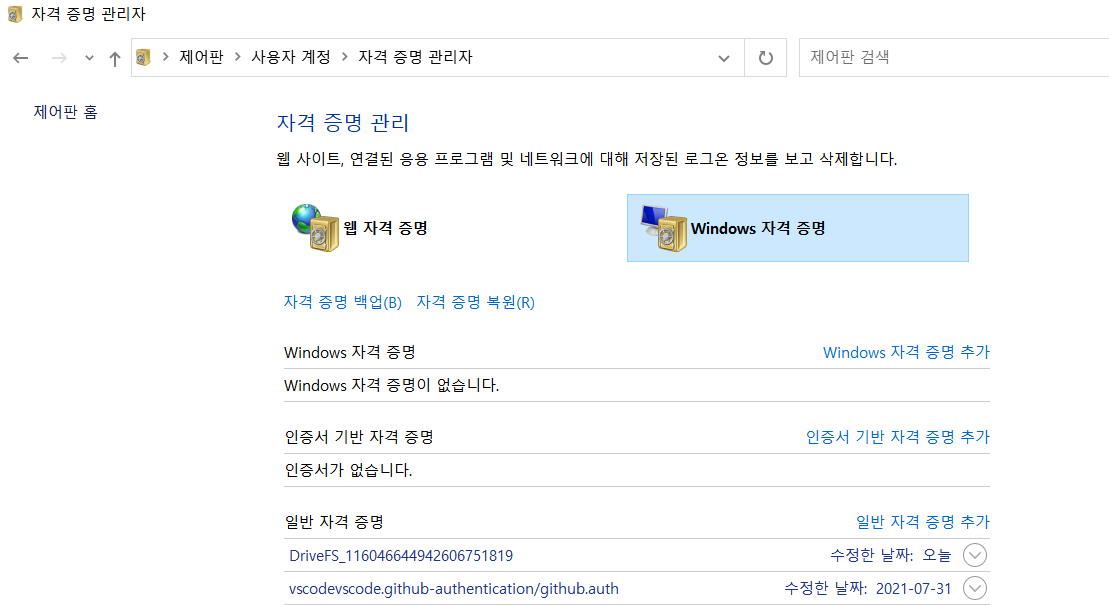 자격 증명 관리자
제어판 사용자 계정 자격 증명 관리자 제어판 검색
제어판 홈
자격 증명 관리
웹 사이트, 연결된 응용 프로그램 및 네트워크에 대해 저장된 로그온 정보를 보고 삭제합니다.
웹 자격 증명 Windows 자격 증명
자격 증명 백업(B) 자격 증명 복원(R)
Windows 자격 증명 Windows 자격 증명 추가
Windows 자격 증명이 없습니다.
인증서 기반 자격 증명 인증서 기반 자격 증명 추가
인증서가 없습니다.
일반 자격 증명 일반 자격 증명 추가
DriveFS_116046644942606751819 수정한 날짜: 오늘
vscodevscode.github-authentication/github.auth 수정한 날짜: 2021-07-31